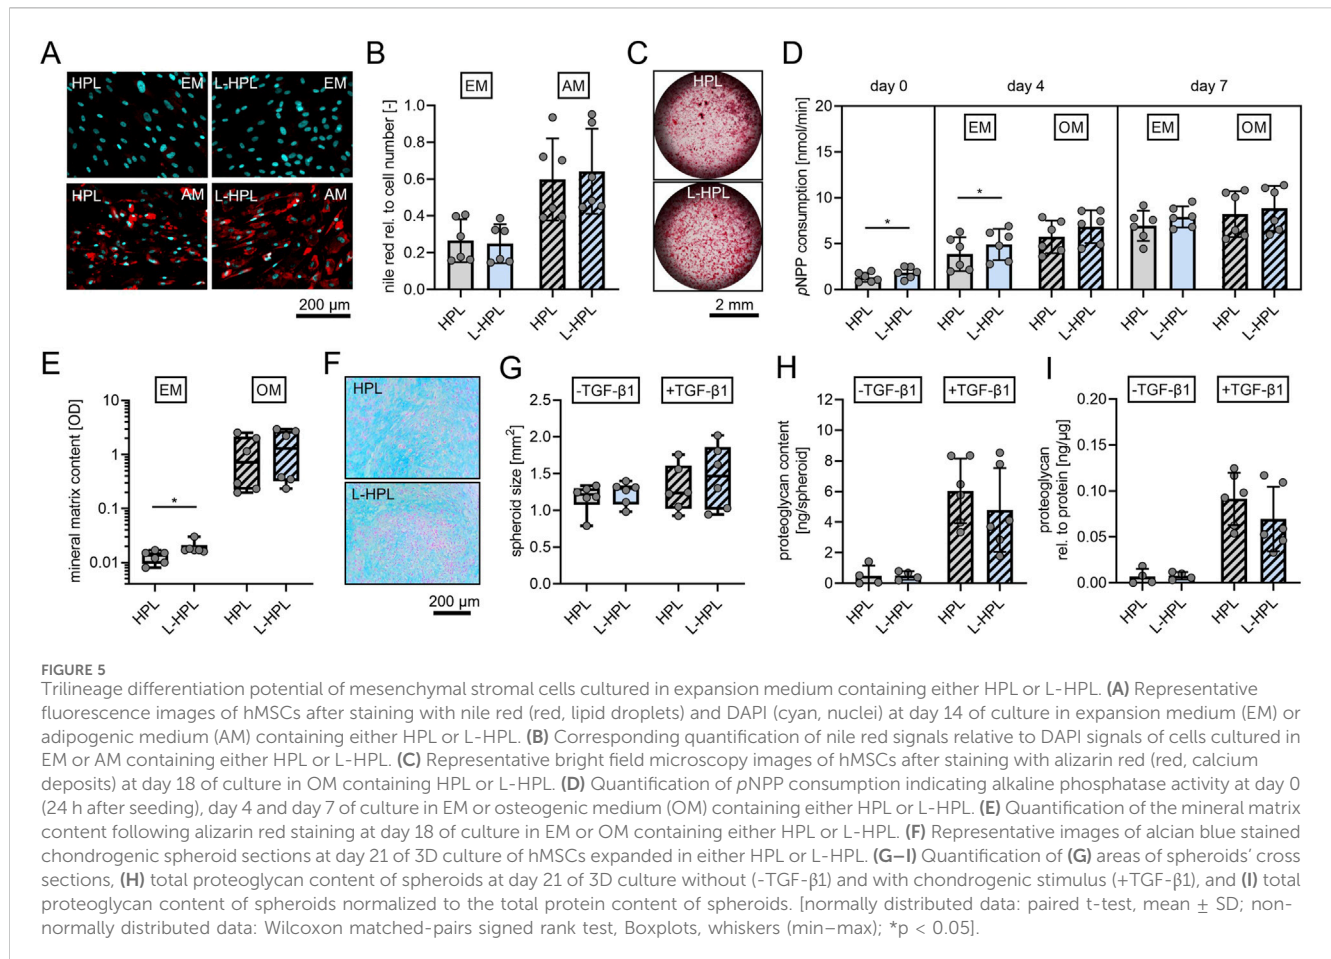 A
HPL
EM
L-HPL
EM
HPL
AM
L-HPL
AM
200 µm
B
EM
AM
nile red rel. to cell number [-]
1.0
0.8
0.6
0.4
0.2
0.0
HPL
L-HPL
HPL
L-HPL
C
HPL
L-HPL
2 mm
D
day 0
day 4
day 7
EM
OM
EM
OM
pNPP consumption [nmol/min]
20
15
10
5
0
*
*
HPL
L-HPL
HPL
L-HPL
HPL
L-HPL
HPL
L-HPL
HPL
L-HPL
E
EM
OM
mineral matrix content [OD]
10
1
0.1
0.01
*
HPL
L-HPL
HPL
L-HPL
F
HPL
L-HPL
200 µm
G
-TGF-β1
+TGF-β1
spheroid size [mm²]
2.5
2.0
1.5
1.0
0.5
0.0
HPL
L-HPL
HPL
L-HPL
H
-TGF-β1
+TGF-β1
proteoglycan content
[ng/spheroid]
12
10
8
6
4
2
0
HPL
L-HPL
HPL
L-HPL
I
-TGF-β1
+TGF-β1
proteoglycan
rel. to protein [ng/µg]
0.20
0.15
0.10
0.05
0.00
HPL
L-HPL
HPL
L-HPL
FIGURE 5
Trilineage differentiation potential of mesenchymal stromal cells cultured in expansion medium containing either HPL or L-HPL. (A) Representative
fluorescence images of hMSCs after staining with nile red (red, lipid droplets) and DAPI (cyan, nuclei) at day 14 of culture in expansion medium (EM) or
adipogenic medium (AM) containing either HPL or L-HPL. (B) Corresponding quantification of nile red signals relative to DAPI signals of cells cultured in
EM or AM containing either HPL or L-HPL. (C) Representative bright field microscopy images of hMSCs after staining with alizarin red (red, calcium
deposits) at day 18 of culture in OM containing HPL or L-HPL. (D) Quantification of pNPP consumption indicating alkaline phosphatase activity at day 0
(24 h after seeding), day 4 and day 7 of culture in EM or osteogenic medium (OM) containing either HPL or L-HPL. (E) Quantification of the mineral matrix
content following alizarin red staining at day 18 of culture in EM or OM containing either HPL or L-HPL. (F) Representative images of alcian blue stained
chondrogenic spheroid sections at day 21 of 3D culture of hMSCs expanded in either HPL or L-HPL. (G–I) Quantification of (G) areas of spheroids' cross
sections, (H) total proteoglycan content of spheroids at day 21 of 3D culture without (-TGF-β1) and with chondrogenic stimulus (+TGF-β1), and (I) total
proteoglycan content of spheroids normalized to the total protein content of spheroids. [normally distributed data: paired t-test, mean ± SD; non-
normally distributed data: Wilcoxon matched-pairs signed rank test, Boxplots, whiskers (min–max); *p < 0.05].